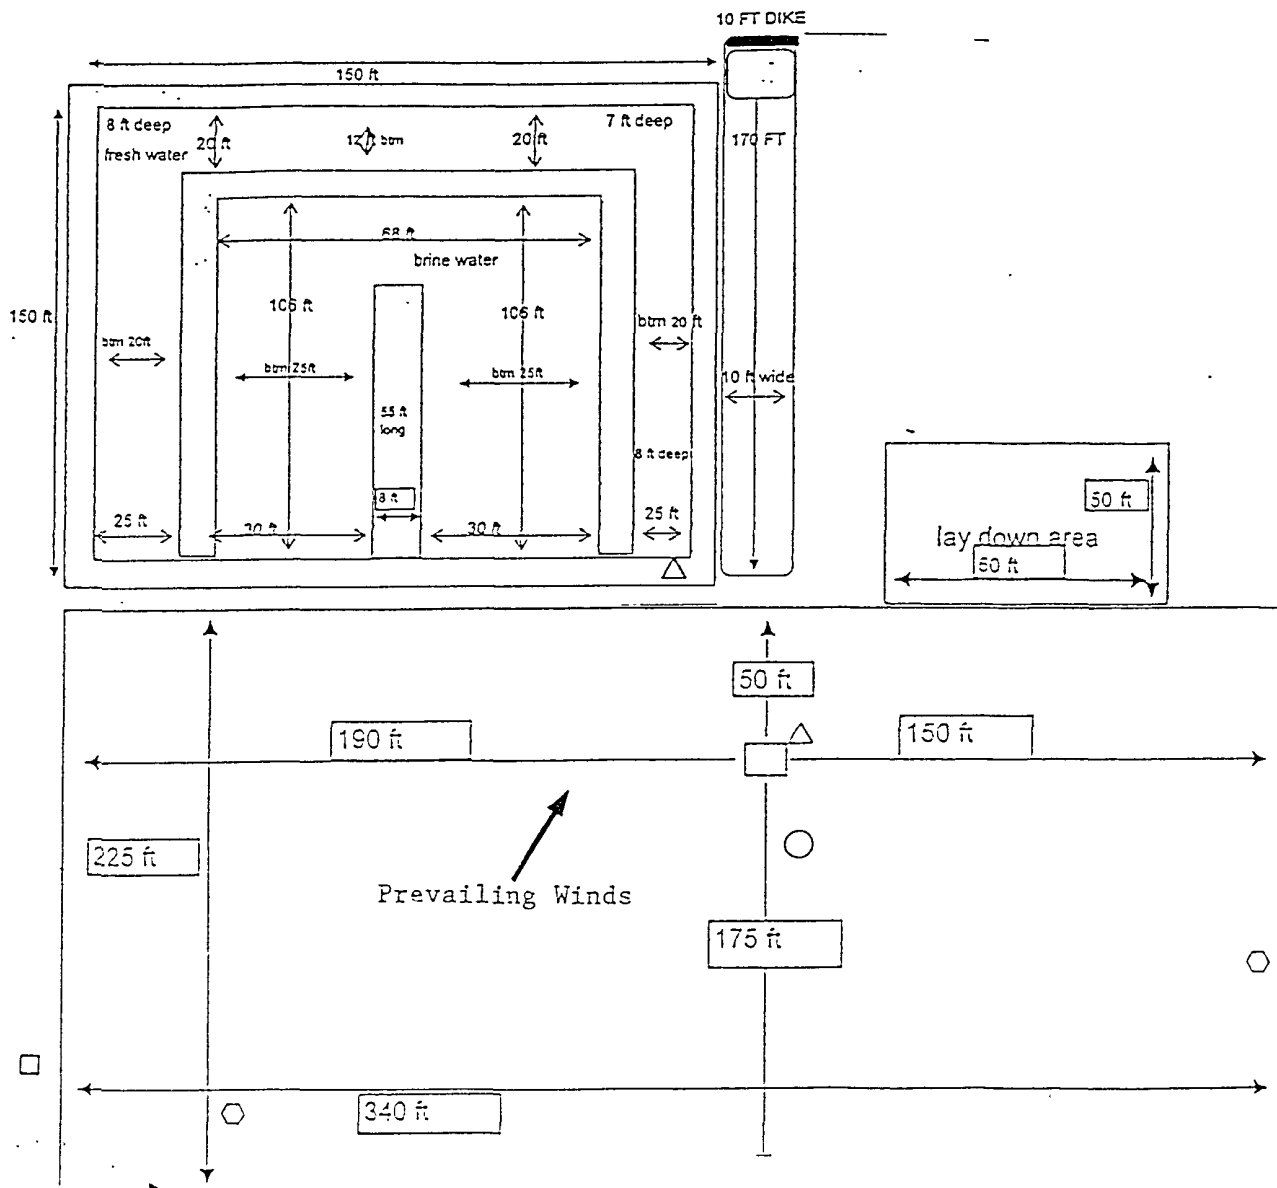 10 FT DIKE
150 ft
8 ft deep
7 ft deep
20 ft
12 ft btm
20 ft
170 FT
fresh water
68 ft
brine water
106 ft
106 ft
150 ft
btm 20ft
btm 20 ft
btm 25ft
btm 25ft
10 ft wide
55 ft
long
8 ft deep
8 ft
50 ft
25 ft
30 ft
30 ft
25 ft
lay down area
50 ft
190 ft
150 ft
225 ft
Prevailing Winds
175 ft
340 ft